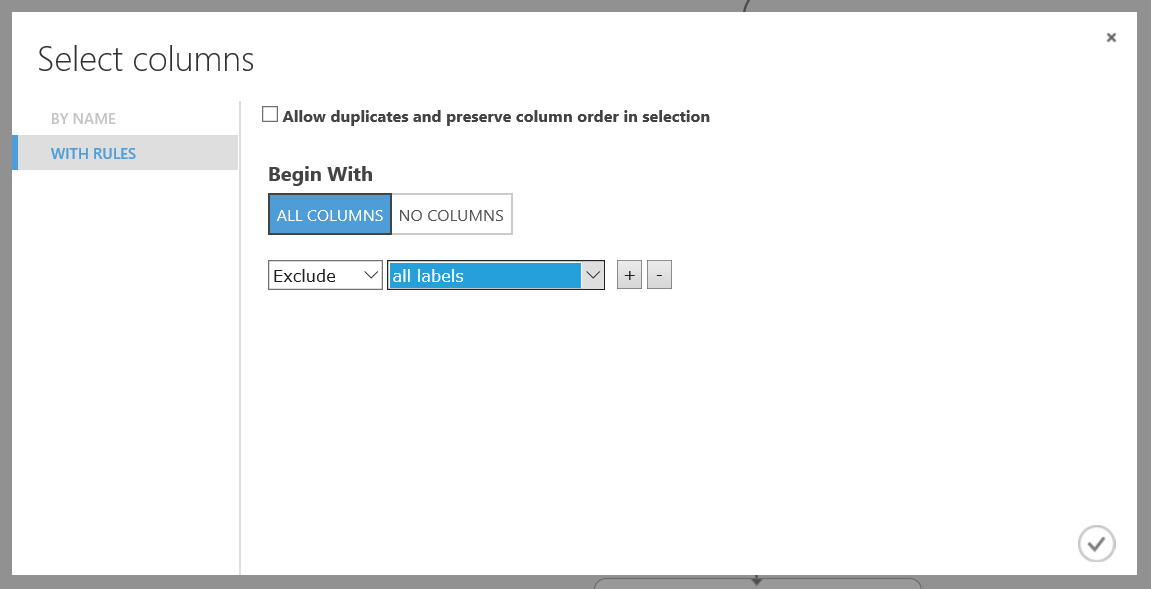 Select columns
BY NAME
WITH RULES
Allow duplicates and preserve column order in selection
Begin With
ALL COLUMNS NO COLUMNS
Exclude all labels + -